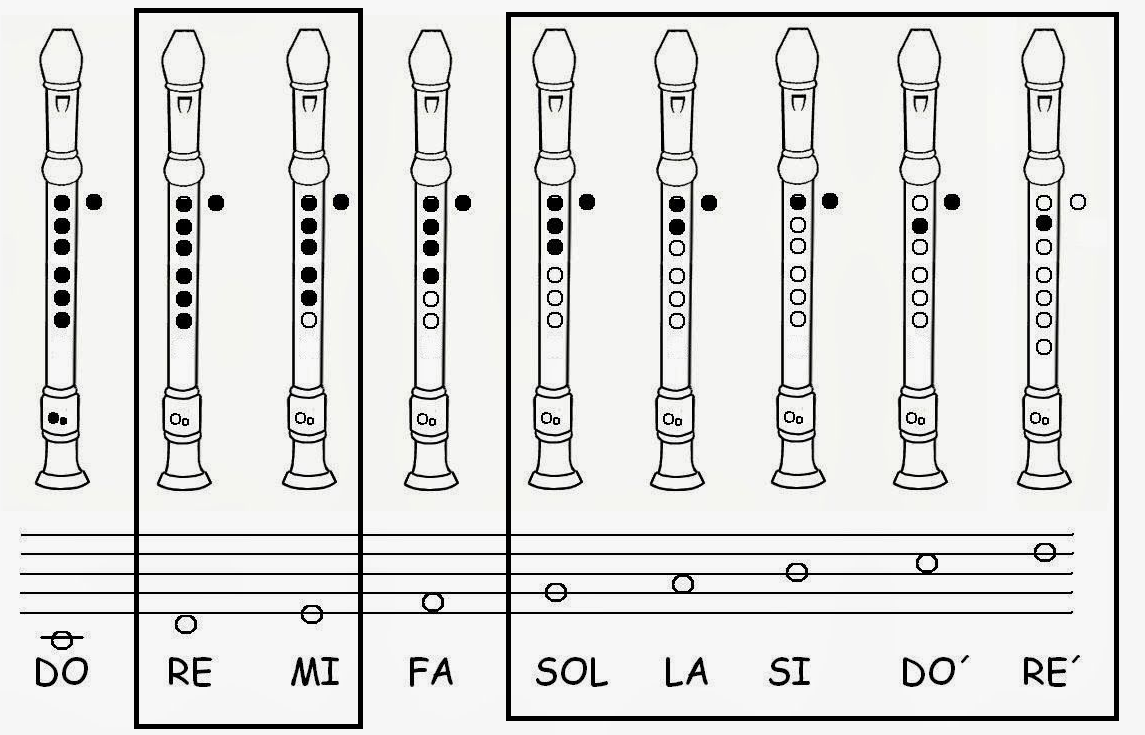 DO RE MI FA SOL LA SI DO´ RE´